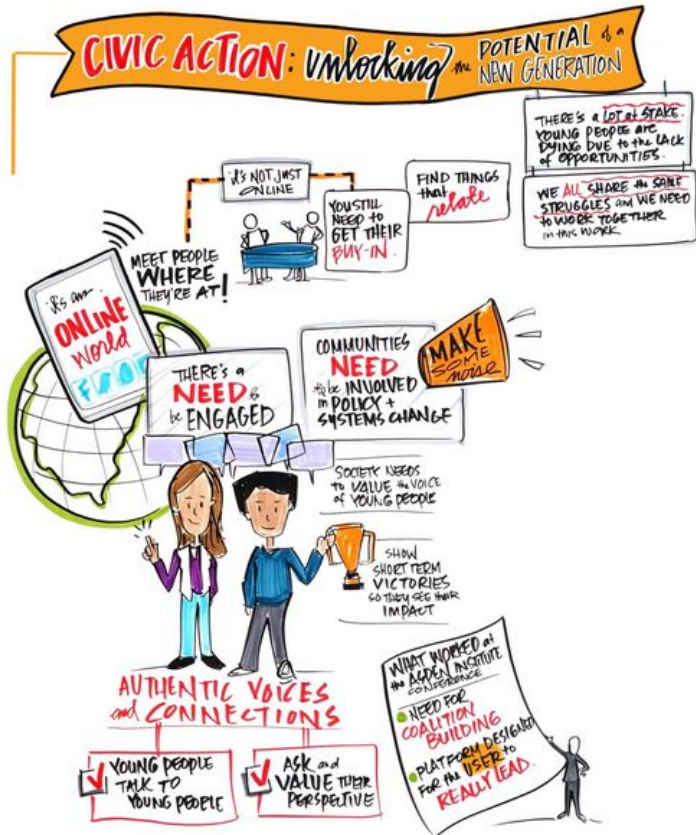 CIVIC ACTION: unlocking the POTENTIAL of a
NEW GENERATION
THERE'S a LOT at STAKE.
YOUNG PEOPLE are
DYING DUE to the LACK
of OPPORTUNITIES.
WE ALL SHARE the SAME
STRUGGLES and WE NEED
to WORK TOGETHER
in this WORK
it's NOT JUST
ONLINE
YOU STILL
NEED to
GET THEIR
BUY-IN.
FIND THINGS
that
relate
MEET PEOPLE
WHERE
THEY'RE AT!
it's an
ONLINE
world
THERE'S a
NEED to
be ENGAGED
COMMUNITIES
NEED
to be INVOLVED
in POLICY +
SYSTEMS CHANGE
MAKE
SOME
noise
SOCIETY NEEDS
to VALUE the VOICE
of YOUNG PEOPLE
SHOW
SHORT TERM
VICTORIES
SO THEY SEE their
IMPACT
AUTHENTIC VOICES
and CONNECTIONS
YOUNG PEOPLE
TALK TO
YOUNG PEOPLE
ASK and
VALUE THEIR
PERSPECTIVE
WHAT WORKED at
the ASPEN INSTITUTE
CONFERENCE
NEED FOR
COALITION
BUILDING
PLATFORM DESIGNED
FOR the USER to
REALLY LEAD.